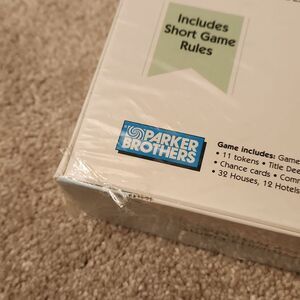 Includes
Short Game
Rules
PARKER
BROTHERS
Game includes: Game
• 11 tokens • Title Dee
• Chance cards • Comm
• 32 Houses, 12 Hotels